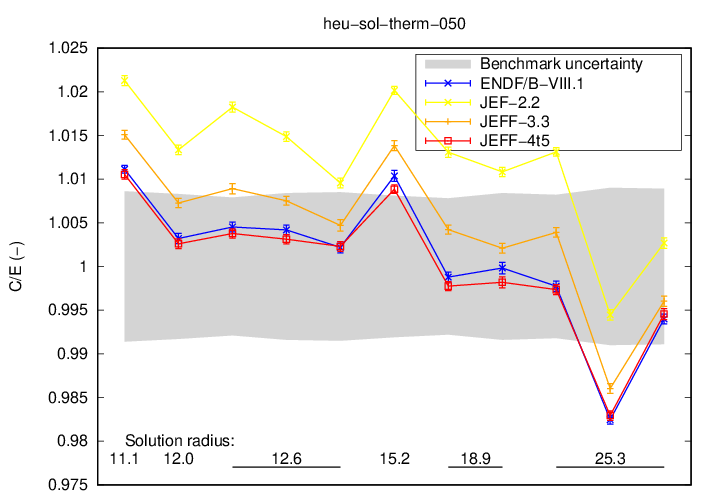 heu−sol−therm−050
1.025
1.02
1.015
1.01
1.005
1
0.995
0.99
0.985
0.98
0.975
C/E (−)
Benchmark uncertainty
ENDF/B−VIII.1
JEF−2.2
JEFF−3.3
JEFF−4t5
Solution radius:
11.1 12.0 12.6 15.2 18.9 25.3